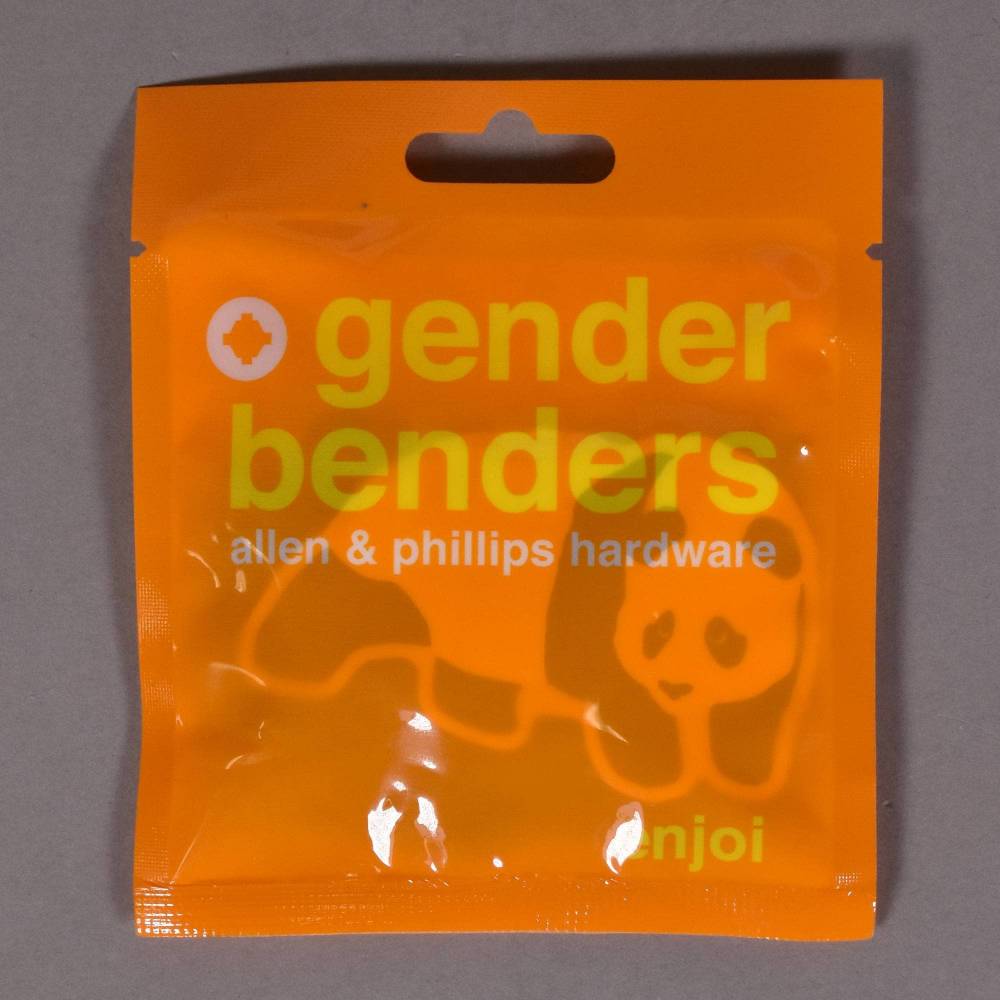 gender
benders
allen & phillips hardware
enjoi